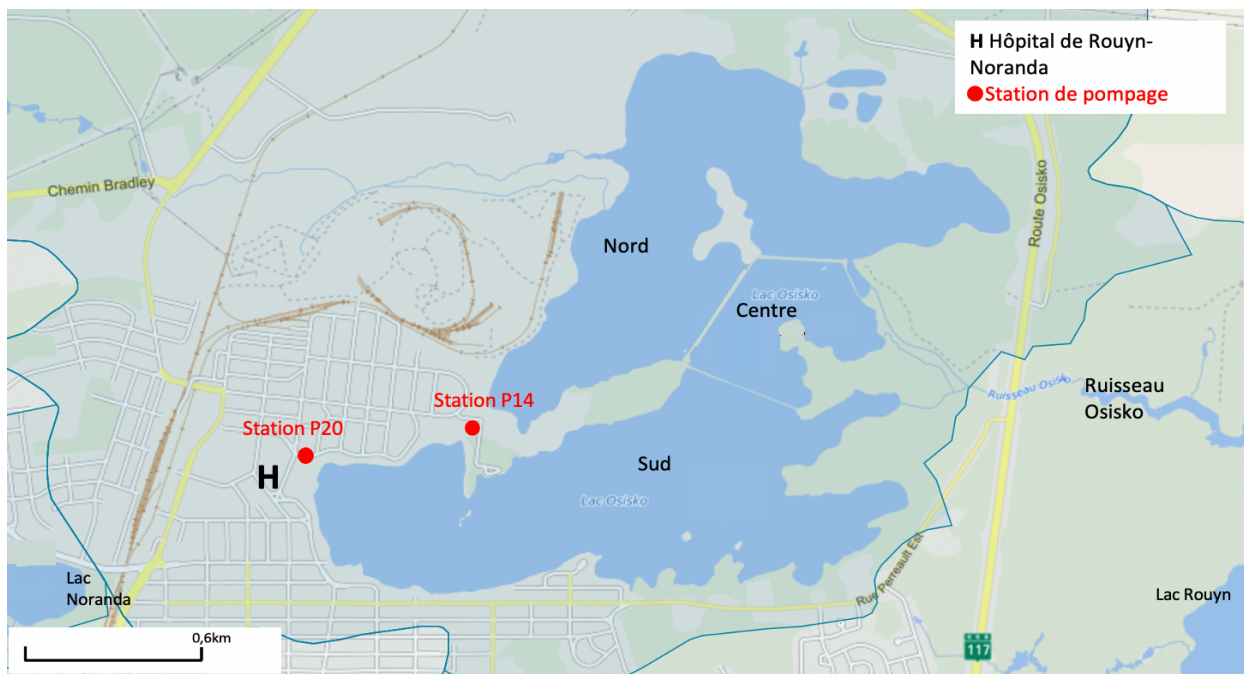 H Hôpital de Rouyn-
Noranda
Station de pompage
Chemin Bradley
Route Osisko
Nord
Lac Osisko
Centre
Ruisseau Osisko
Ruisseau
Osisko
Station P14
Station P20
H
Sud
Lac Osisko
Rue Perreault Est
Lac
Noranda
Lac Rouyn
0,6km
117